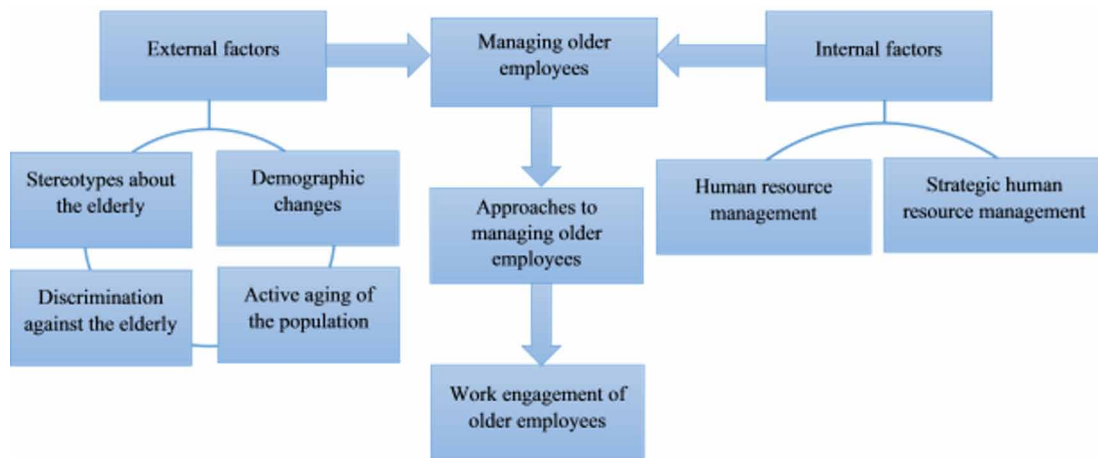 External factors
Managing older
employees
Internal factors
Stereotypes about
the elderly
Demographic
changes
Discrimination
against the elderly
Active aging of
the population
Approaches to
managing older
employees
Work engagement of
older employees
Human resource
management
Strategic human
resource management